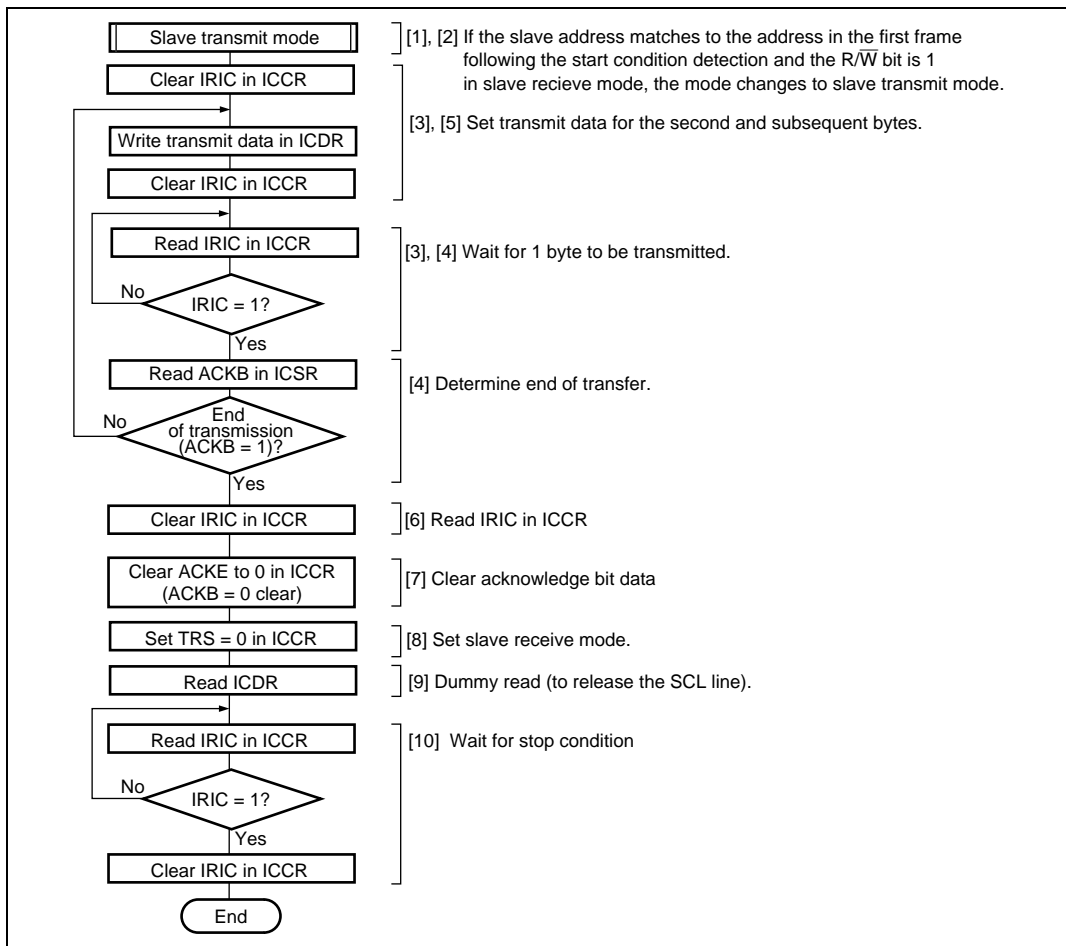 Slave transmit mode
[1], [2] If the slave address matches to the address in the first frame
following the start condition detection and the R/W̅ bit is 1
in slave recieve mode, the mode changes to slave transmit mode.
Clear IRIC in ICCR
[3], [5] Set transmit data for the second and subsequent bytes.
Write transmit data in ICDR
Clear IRIC in ICCR
Read IRIC in ICCR
[3], [4] Wait for 1 byte to be transmitted.
No
IRIC = 1?
Yes
Read ACKB in ICSR
[4] Determine end of transfer.
No
End
of transmission
(ACKB = 1)?
Yes
Clear IRIC in ICCR
[6] Read IRIC in ICCR
Clear ACKE to 0 in ICCR
(ACKB = 0 clear)
[7] Clear acknowledge bit data
Set TRS = 0 in ICCR
[8] Set slave receive mode.
Read ICDR
[9] Dummy read (to release the SCL line).
Read IRIC in ICCR
[10] Wait for stop condition
No
IRIC = 1?
Yes
Clear IRIC in ICCR
End